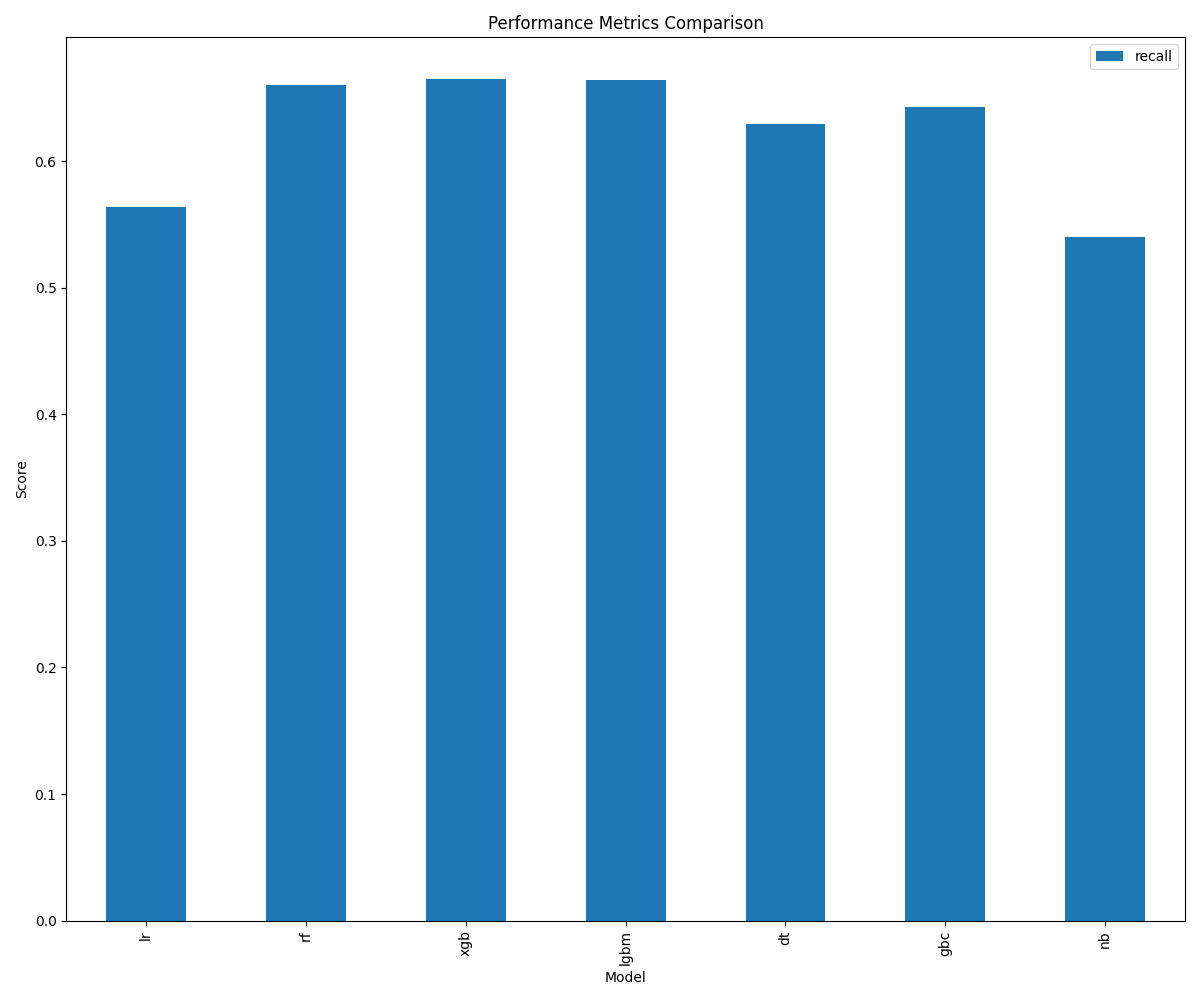 Performance Metrics Comparison
recall
0.6
0.5
0.4
0.3
0.2
0.1
0.0
Score
lr
rf
xgb
lgbm
dt
gbc
nb
Model